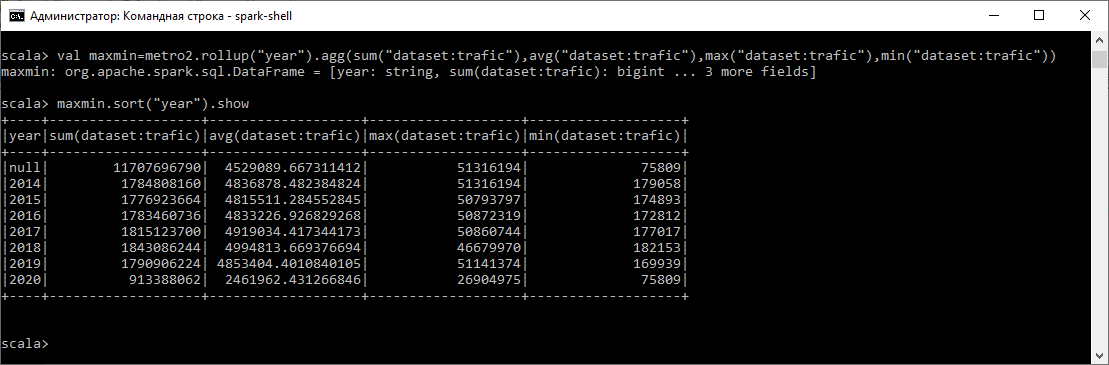 Администратор: Командная строка - spark-shell
scala> val maxmin=metro2.rollup("year").agg(sum("dataset:trafic"),avg("dataset:trafic"),max("dataset:trafic"),min("dataset:trafic"))
maxmin: org.apache.spark.sql.DataFrame = [year: string, sum(dataset:trafic): bigint ... 3 more fields]
scala> maxmin.sort("year").show
+----+-------------------+-------------------+-------------------+-------------------+
|year|sum(dataset:trafic)|avg(dataset:trafic)|max(dataset:trafic)|min(dataset:trafic)|
+----+-------------------+-------------------+-------------------+-------------------+
|null|        11707696790|  4529089.667311412|           51316194|              75809|
|2014|         1784808160|  4836878.482384824|           51316194|             179058|
|2015|         1776923664|  4815511.284552845|           50793797|             174893|
|2016|         1783460736|  4833226.926829268|           50872319|             172812|
|2017|         1815123700|  4919034.417344173|           50860744|             177017|
|2018|         1843086244|  4994813.669376694|           46679970|             182153|
|2019|         1790906224| 4853404.4010840105|           51141374|             169939|
|2020|          913388062|  2461962.431266846|           26904975|              75809|
+----+-------------------+-------------------+-------------------+-------------------+
scala>